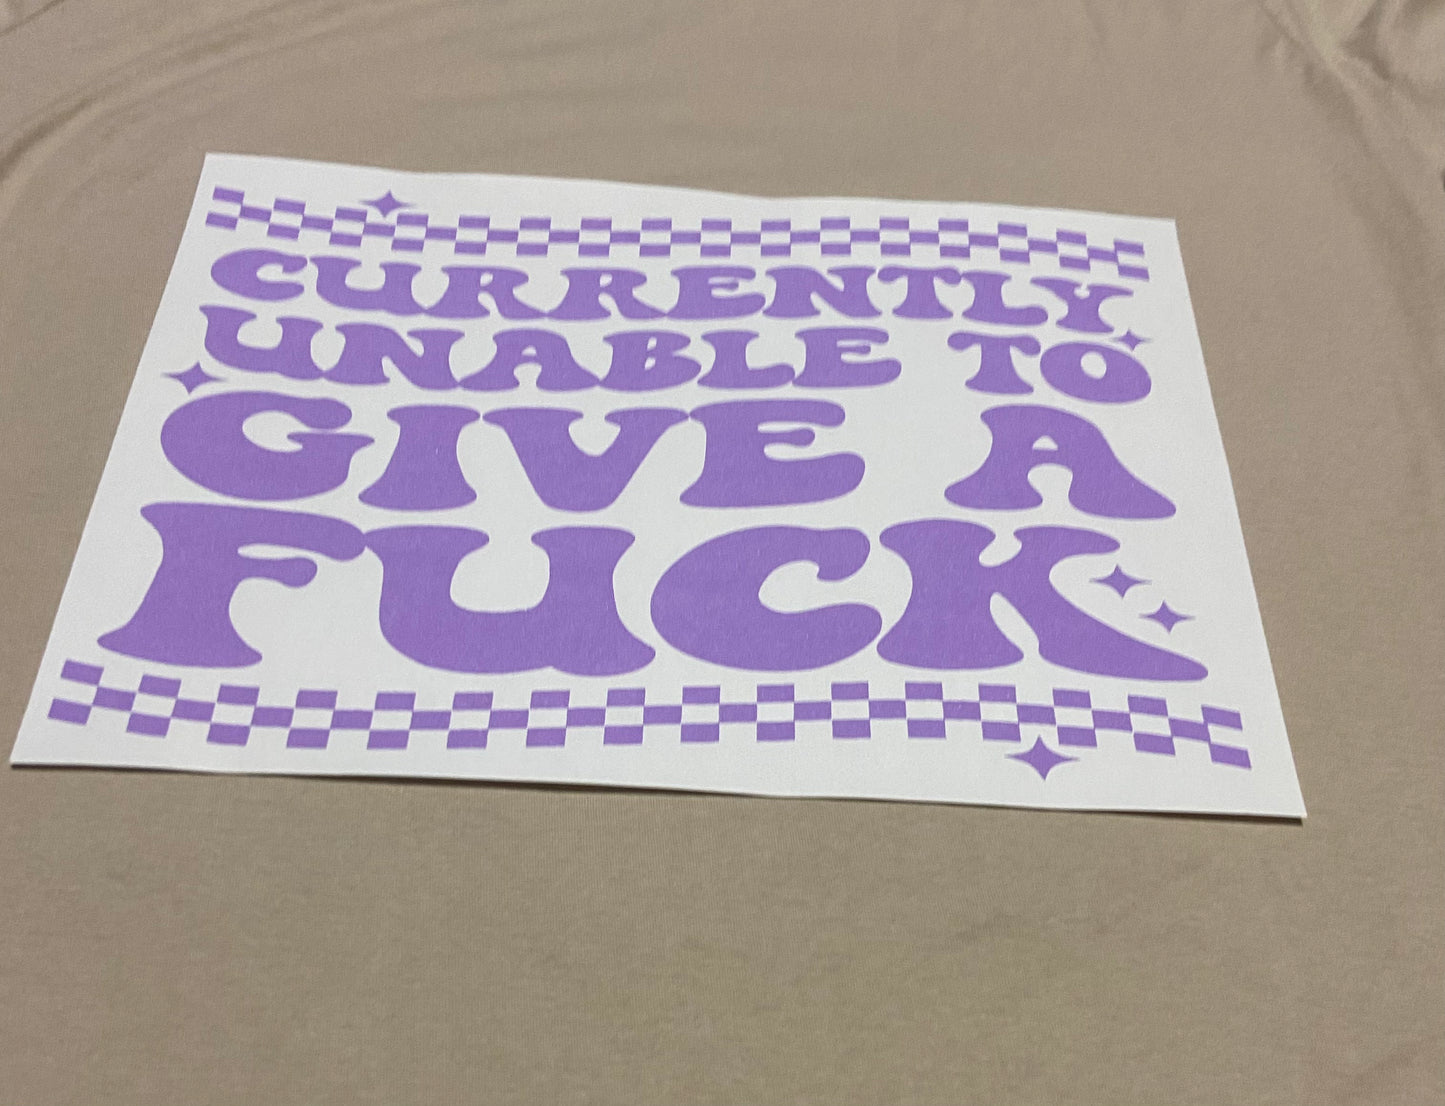 CURRENTLY
UNABLE TO
GIVE A
FUCK